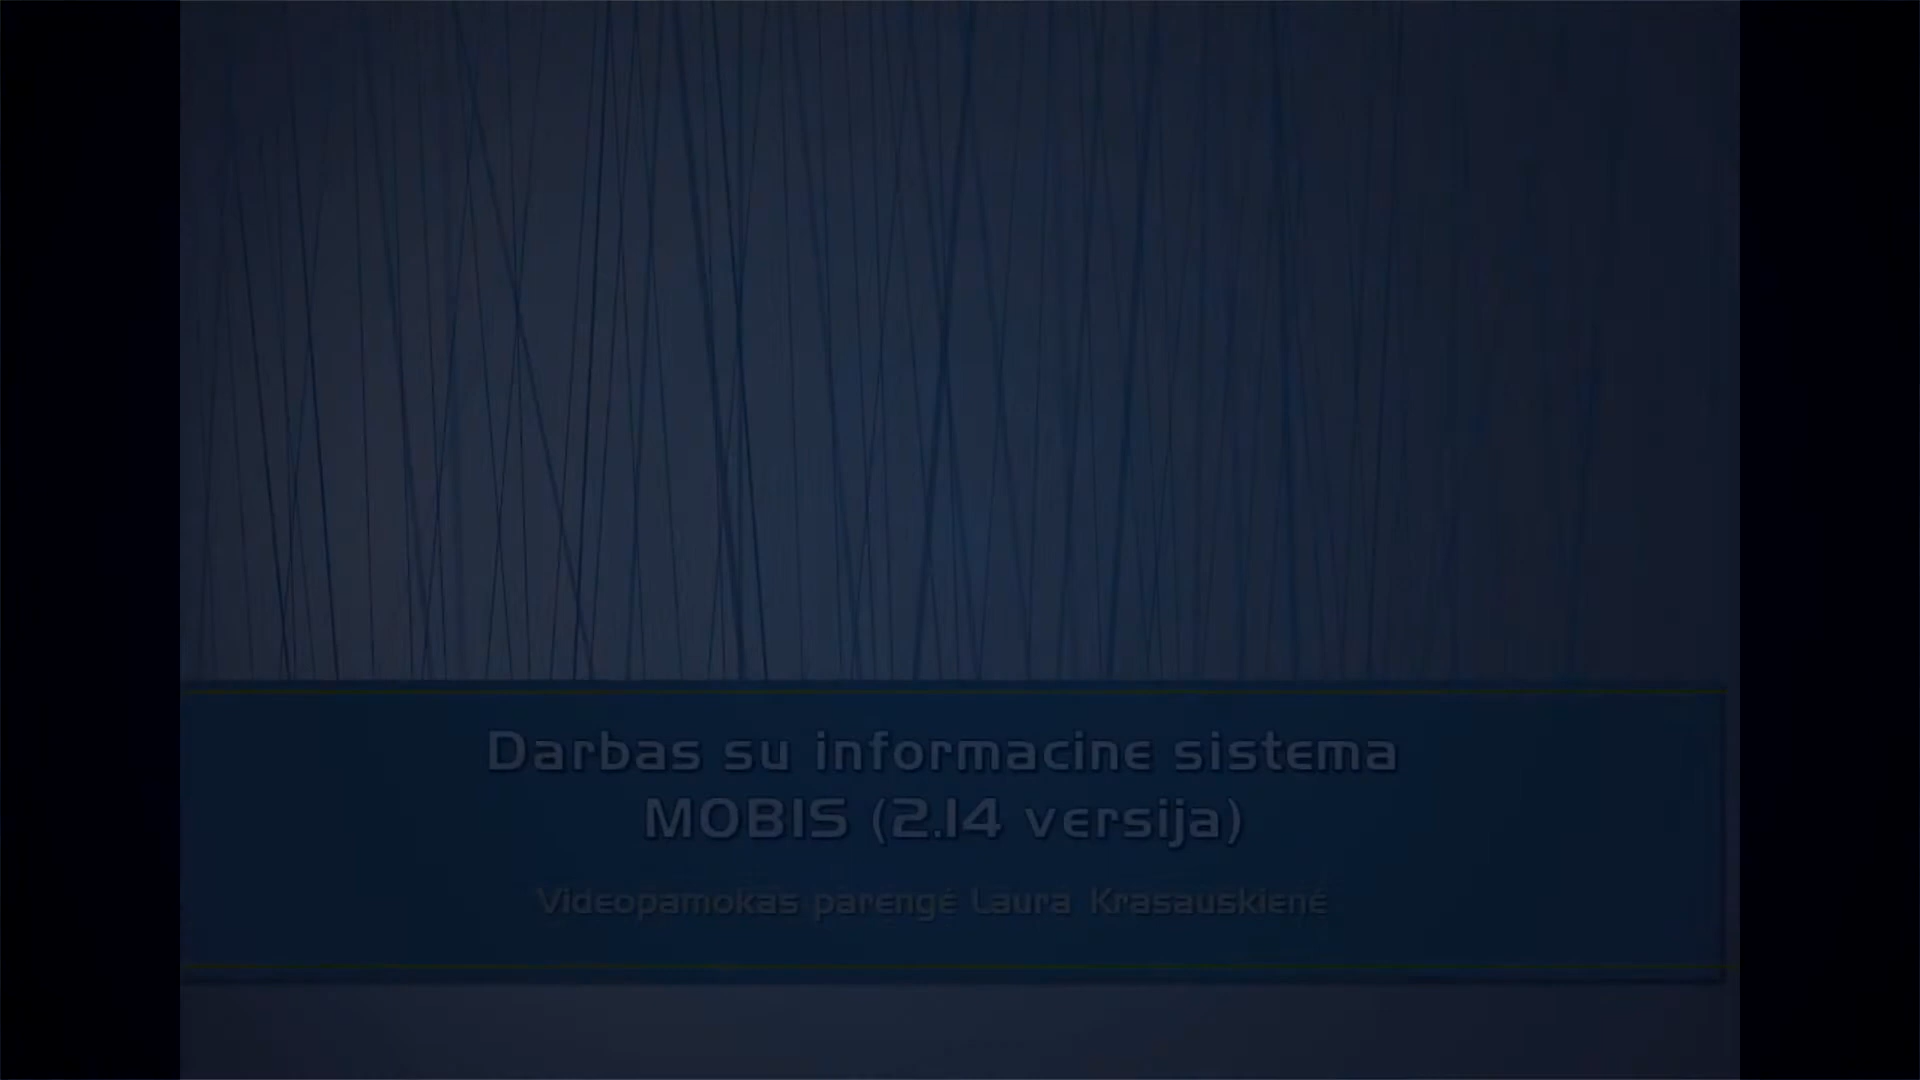 Darbas su informacine sistema
MOBIS (2.14 versija)
Videopamokas parengė Laura Krasauskienė